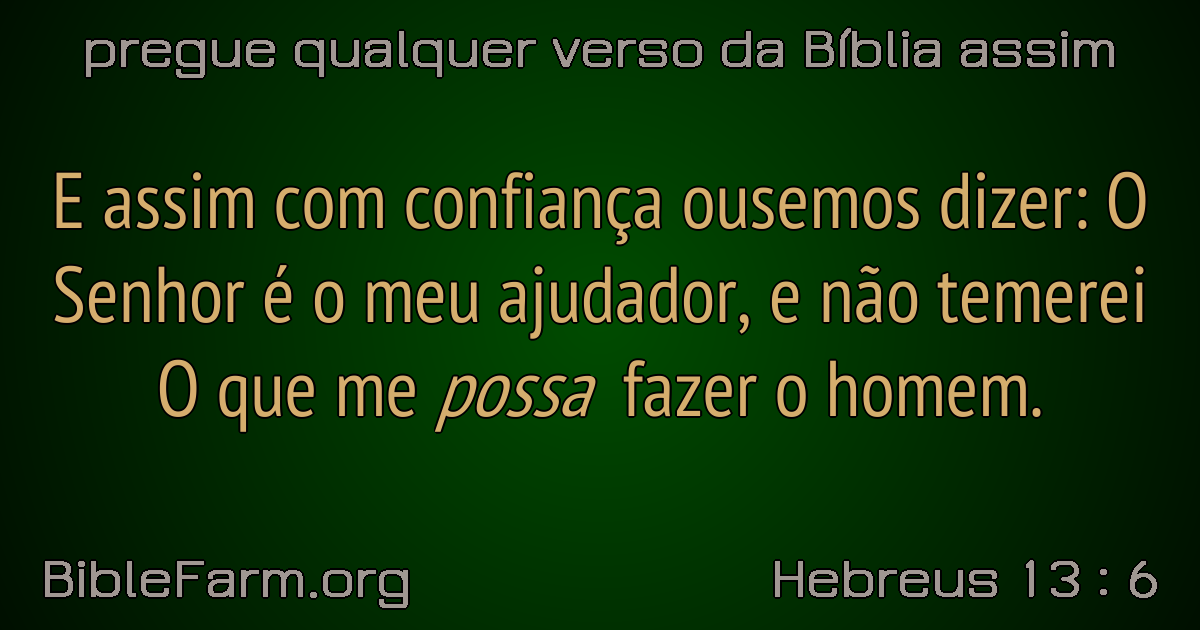 pregue qualquer verso da Bíblia assim
E assim com confiança ousemos dizer: O
Senhor é o meu ajudador, e não temerei
O que me possa fazer o homem.
BibleFarm.org
Hebreus 13 : 6